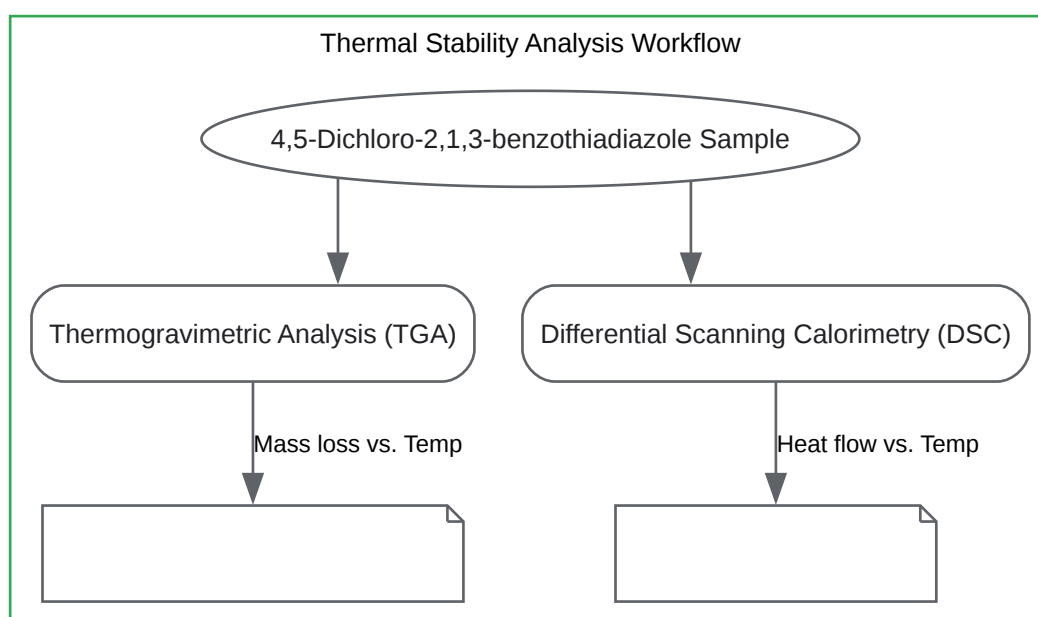 Thermal Stability Analysis Workflow
4,5-Dichloro-2,1,3-benzothiadiazole Sample
Thermogravimetric Analysis (TGA)
Differential Scanning Calorimetry (DSC)
Mass loss vs. Temp
Heat flow vs. Temp